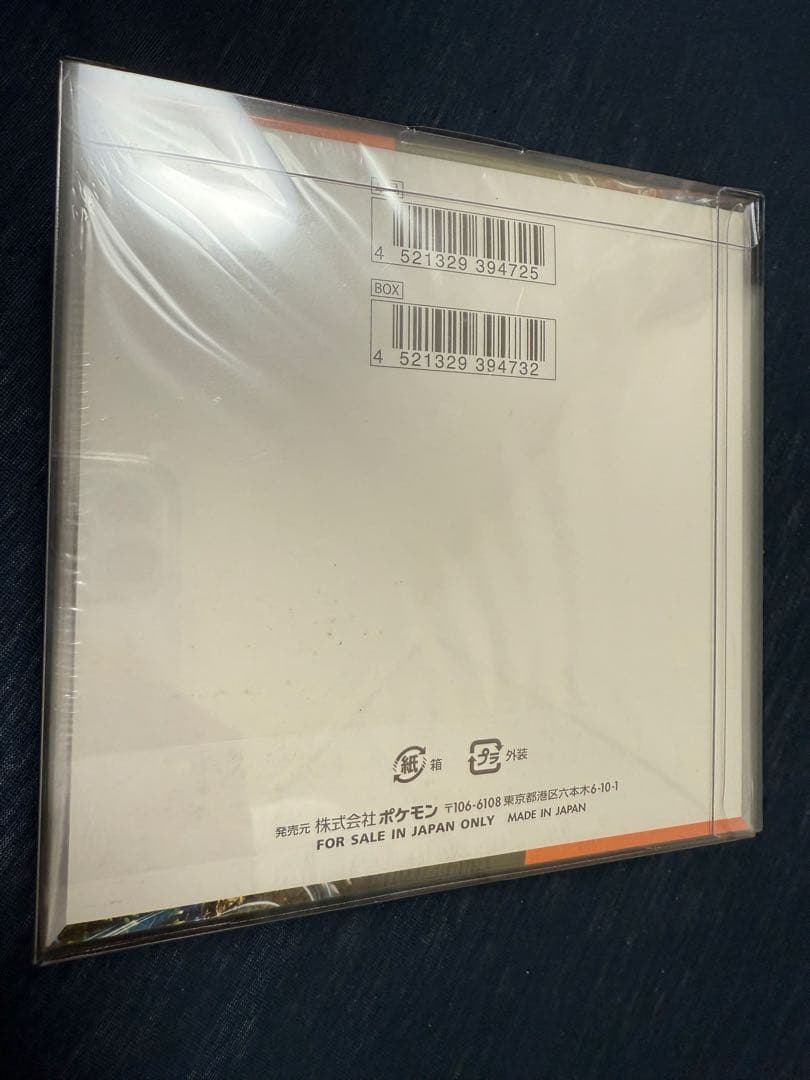 4 521329 394725
BOX
4 521329 394732
紙 箱 プラ 外装
発売元 株式会社 ポケモン 〒106-6108 東京都港区六本木6-10-1
FOR SALE IN JAPAN ONLY MADE IN JAPAN